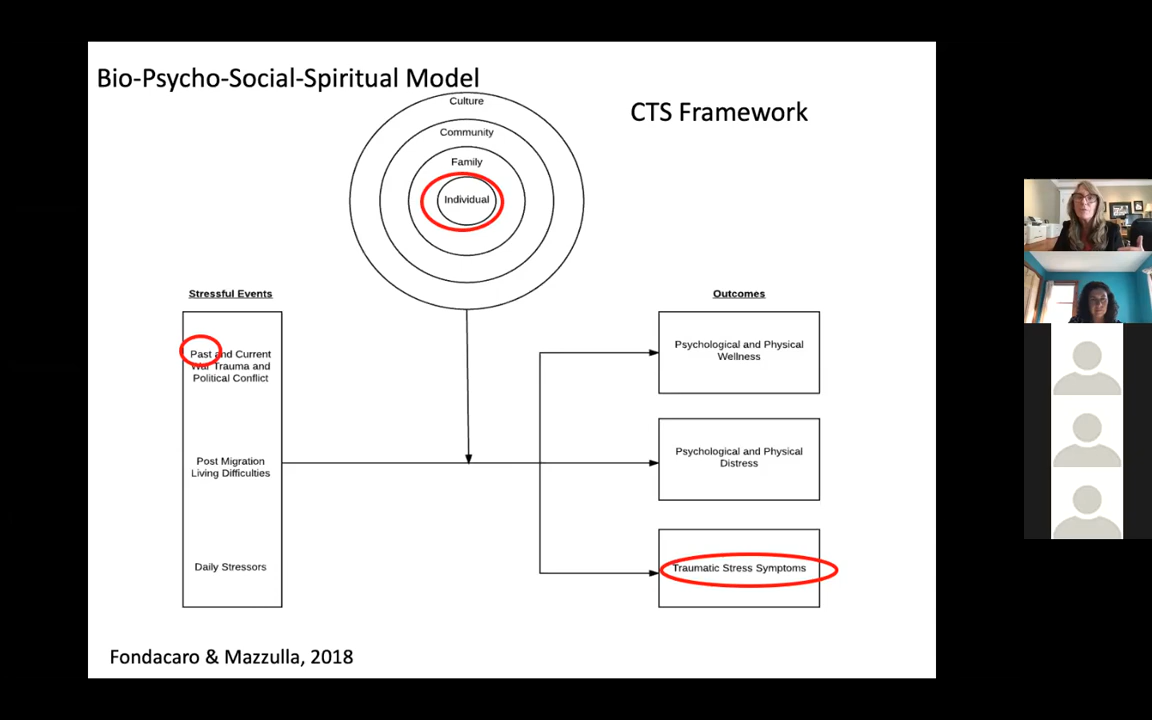 Bio-Psycho-Social-Spiritual Model
CTS Framework
Culture
Community
Family
Individual
Stressful Events
Past and Current
War Trauma and
Political Conflict
Post Migration
Living Difficulties
Daily Stressors
Outcomes
Psychological and Physical
Wellness
Psychological and Physical
Distress
Traumatic Stress Symptoms
Fondacaro & Mazzulla, 2018